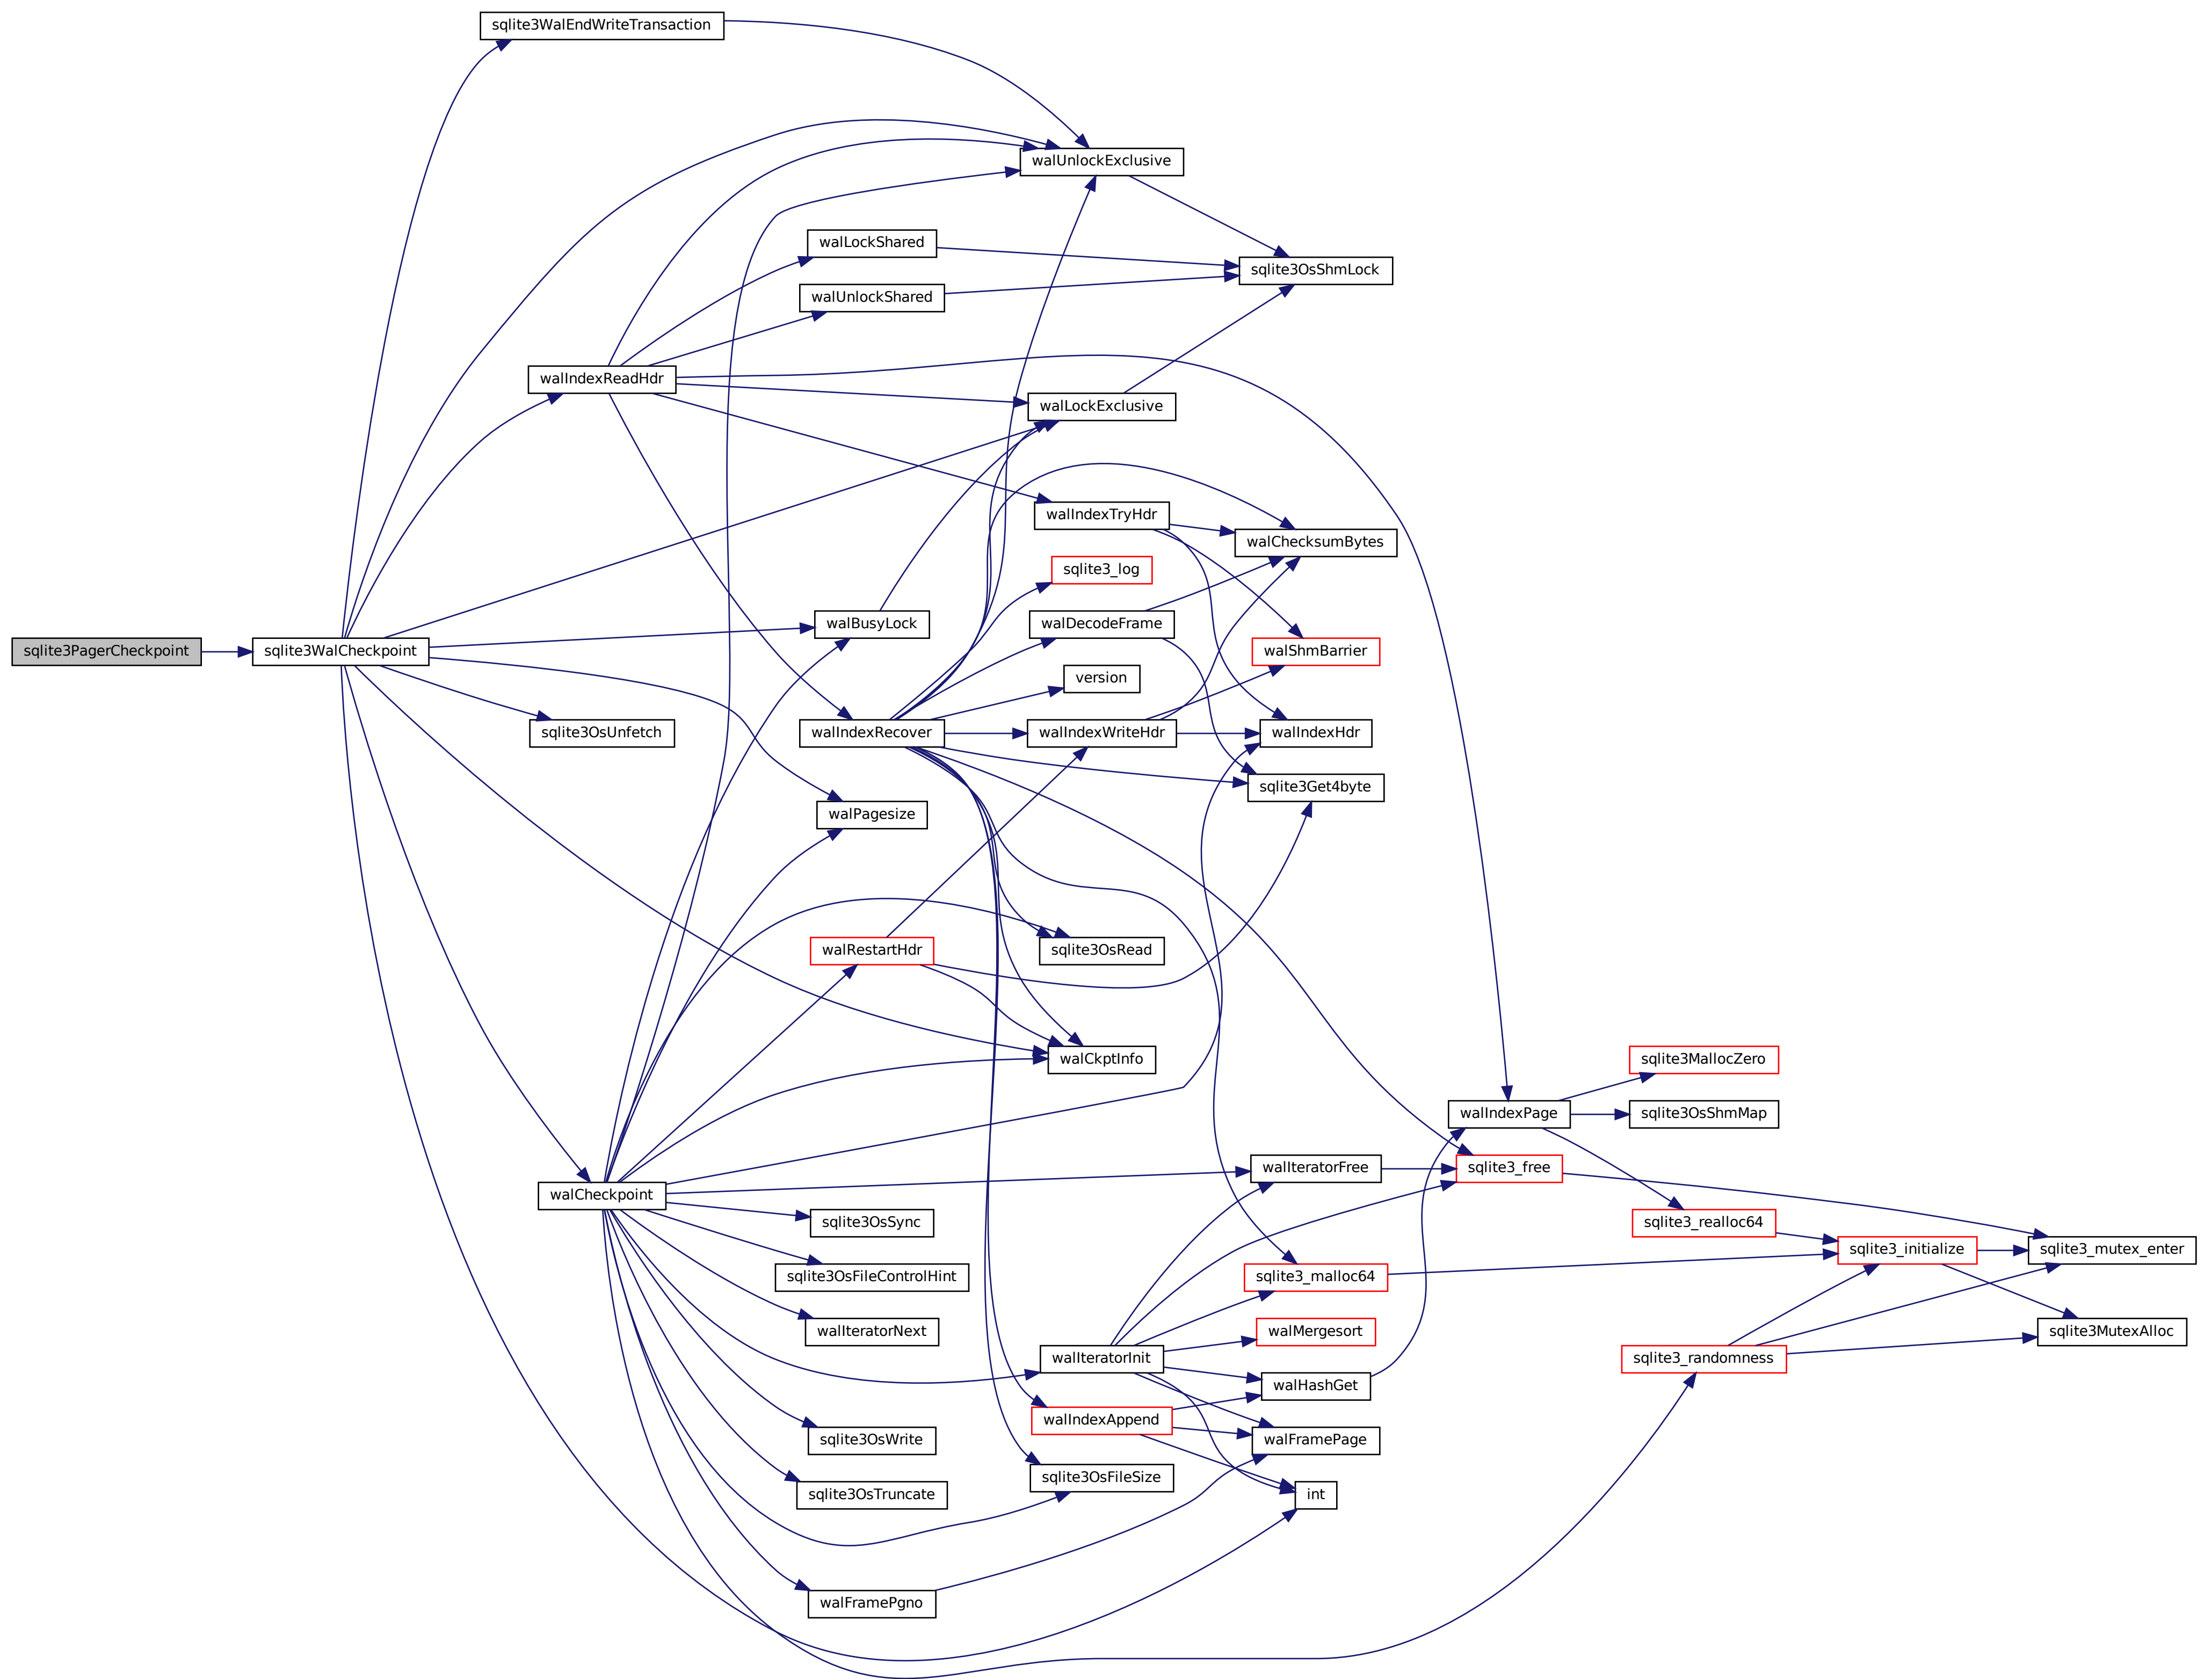 sqlite3WalEndWriteTransaction
walUnlockExclusive
walLockShared
sqlite3OsShmLock
walUnlockShared
walIndexReadHdr
walLockExclusive
walIndexTryHdr
walChecksumBytes
sqlite3_log
walBusyLock
walDecodeFrame
sqlite3PagerCheckpoint
sqlite3WalCheckpoint
walShmBarrier
version
sqlite3OsUnfetch
walIndexRecover
walIndexWriteHdr
walIndexHdr
sqlite3Get4byte
walPagesize
walRestartHdr
sqlite3OsRead
walCkptInfo
sqlite3MallocZero
walIndexPage
sqlite3OsShmMap
walIteratorFree
sqlite3_free
walCheckpoint
sqlite3OsSync
sqlite3_realloc64
sqlite3_initialize
sqlite3_mutex_enter
sqlite3OsFileControlHint
sqlite3_malloc64
walIteratorNext
walMergesort
sqlite3MutexAlloc
walIteratorInit
sqlite3_randomness
walHashGet
walIndexAppend
sqlite3OsWrite
walFramePage
sqlite3OsFileSize
sqlite3OsTruncate
int
walFramePgno